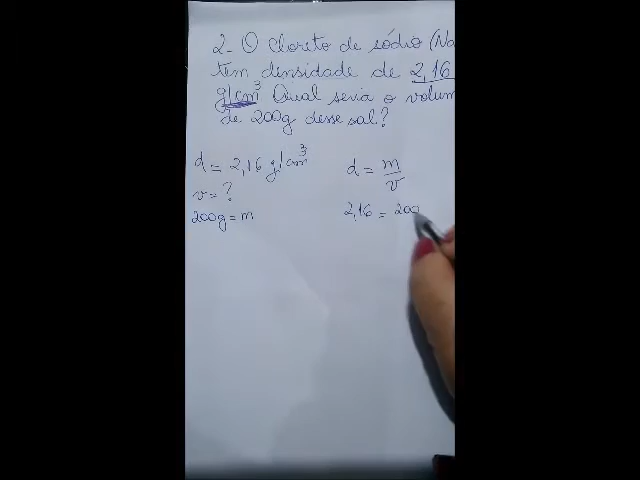 2- O cloreto de sódio (Na
tem densidade de 2,16
g/cm³ Qual seria o volum
de 200g desse sal?
d = 2,16 g/cm³
d = m/v
v = ?
200g = m
2,16 = 200